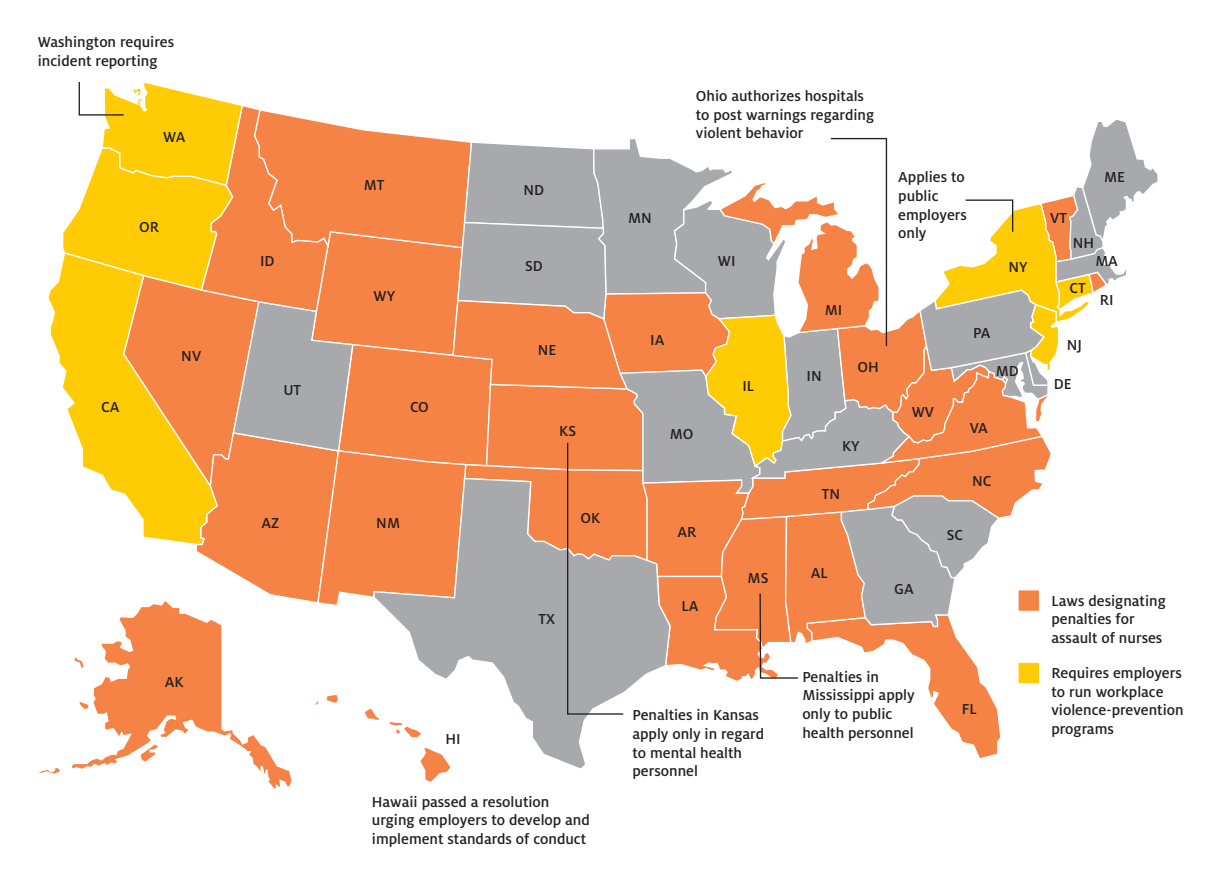 Washington requires
incident reporting
Ohio authorizes hospitals
to post warnings regarding
violent behavior
Applies to
public
employers
only
WA
OR
CA
MT
ID
WY
NV
UT
CO
AZ
NM
ND
SD
NE
KS
OK
TX
MN
IA
MO
AR
LA
WI
IL
MI
IN
OH
KY
TN
MS
AL
GA
FL
SC
NC
VA
WV
PA
NY
VT
NH
ME
MA
CT
RI
NJ
MD
DE
AK
HI
Laws designating
penalties for
assault of nurses
Requires employers
to run workplace
violence-prevention
programs
Penalties in
Mississippi apply
only to public
health personnel
Penalties in Kansas
apply only in regard
to mental health
personnel
Hawaii passed a resolution
urging employers to develop and
implement standards of conduct